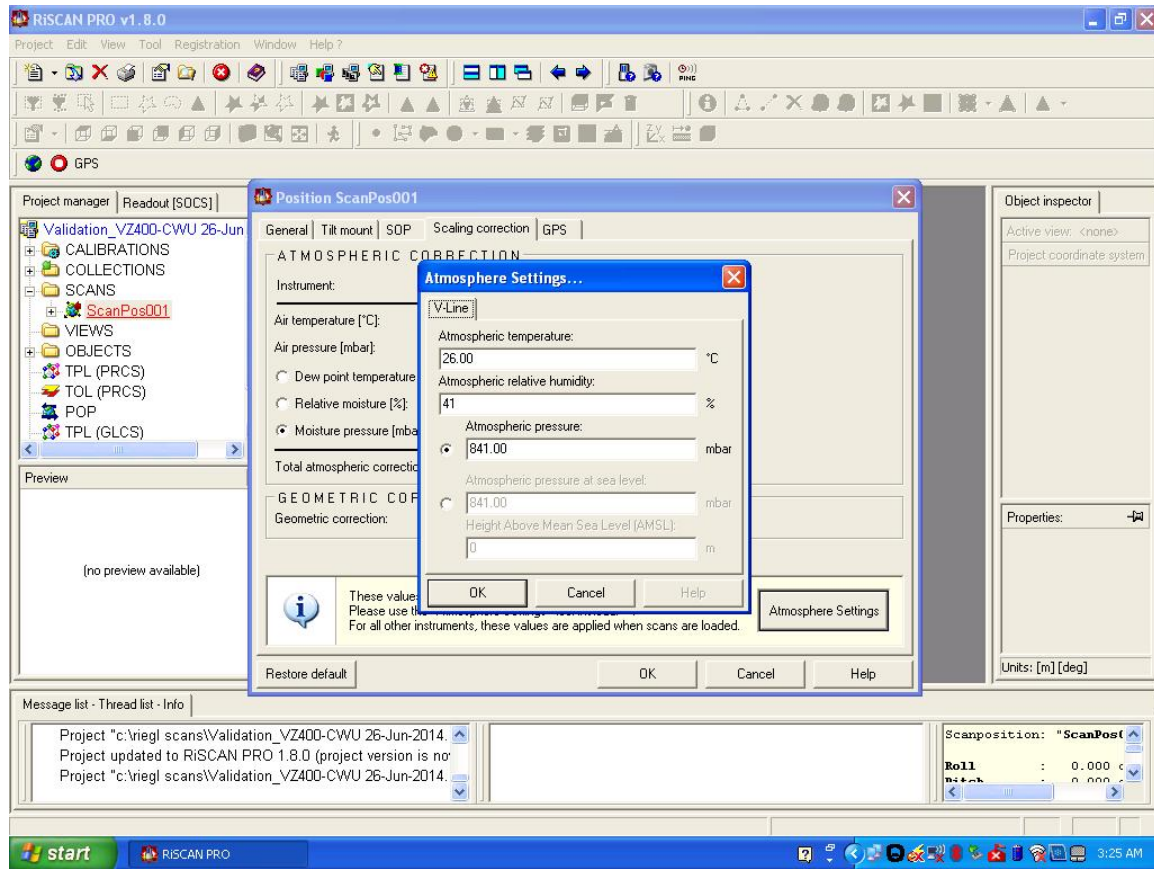 RiSCAN PRO v1.8.0
Project Edit View Tool Registration Window Help ?
PING
GPS
Project manager
Readout [SOCS]
Validation_VZ400-CWU 26-Jun
CALIBRATIONS
COLLECTIONS
SCANS
ScanPos001
VIEWS
OBJECTS
TPL (PRCS)
TOL (PRCS)
POP
TPL (GLCS)
Preview
(no preview available)
Position ScanPos001
General Tilt mount SOP Scaling correction GPS
ATMOSPHERIC CORRECTION
Instrument:
Air temperature [°C]:
Air pressure [mbar]:
Dew point temperature
Relative moisture [%]:
Moisture pressure [mba
Total atmospheric correctio
GEOMETRIC COR
Geometric correction:
These value
Please use th
For all other instruments, these values are applied when scans are loaded.
Atmosphere Settings
Restore default
OK
Cancel
Help
Atmosphere Settings...
V-Line
Atmospheric temperature:
26.00 °C
Atmospheric relative humidity:
41 %
Atmospheric pressure:
841.00 mbar
Atmospheric pressure at sea level:
841.00 mbar
Height Above Mean Sea Level (AMSL):
0 m
OK
Cancel
Help
Object inspector
Active view: <none>
Project coordinate system
Properties:
Units: [m] [deg]
Message list - Thread list - Info
Project "c:\riegl scans\Validation_VZ400-CWU 26-Jun-2014.
Project updated to RiSCAN PRO 1.8.0 (project version is no
Project "c:\riegl scans\Validation_VZ400-CWU 26-Jun-2014.
Scanposition: "ScanPos(
Roll : 0.000
Pitch : 0.000
start
RiSCAN PRO
3:25 AM